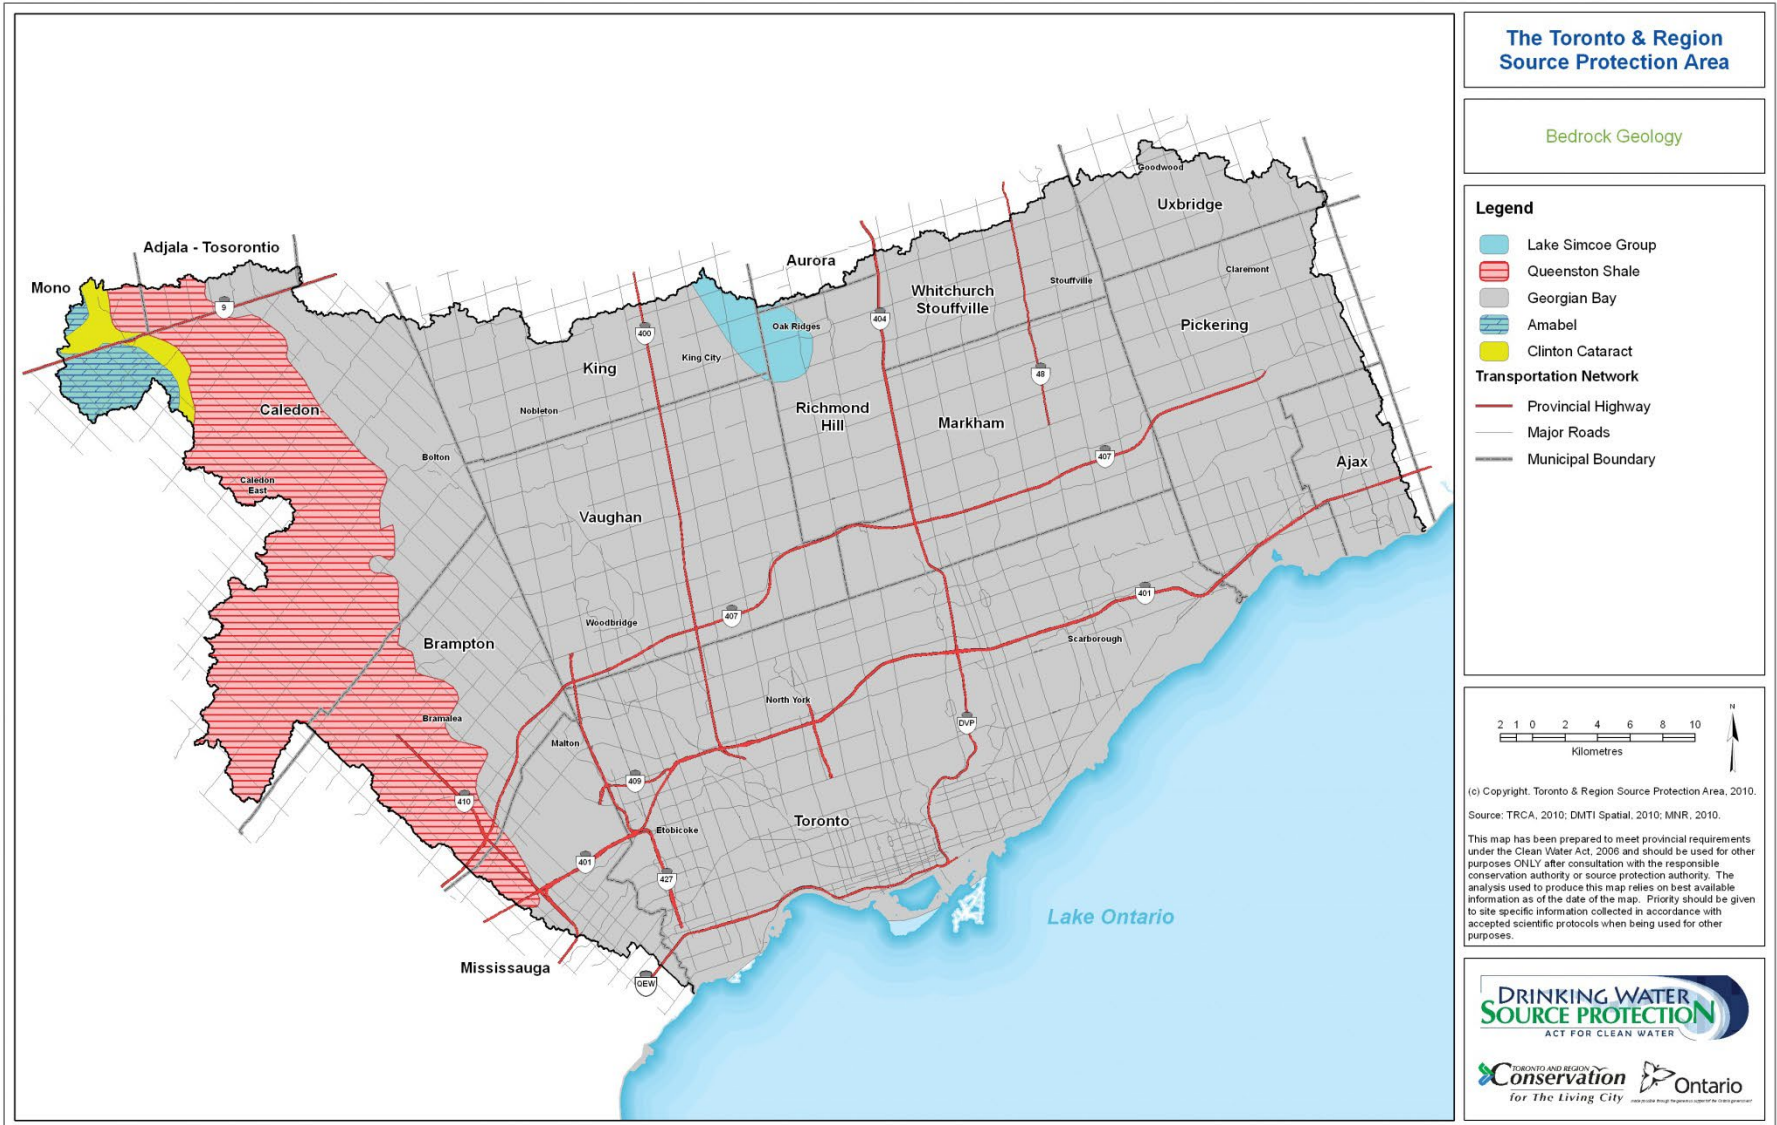 The Toronto & Region
Source Protection Area
Bedrock Geology
Legend
Lake Simcoe Group
Queenston Shale
Georgian Bay
Amabel
Clinton Cataract
Transportation Network
Provincial Highway
Major Roads
Municipal Boundary
2 1 0 2 4 6 8 10
Kilometres
N
(c) Copyright. Toronto & Region Source Protection Area, 2010.
Source: TRCA, 2010; DMTI Spatial, 2010; MNR, 2010.
This map has been prepared to meet provincial requirements
under the Clean Water Act, 2006 and should be used for other
purposes ONLY after consultation with the responsible
conservation authority or source protection authority. The
analysis used to produce this map relies on best available
information as of the date of the map. Priority should be given
to site specific information collected in accordance with
accepted scientific protocols when being used for other
purposes.
DRINKING WATER
SOURCE PROTECTION
ACT FOR CLEAN WATER
TORONTO AND REGION
Conservation
for The Living City
Ontario
Goodwood
Uxbridge
Adjala - Tosorontio
Aurora
Mono
Claremont
Stouffville
Whitchurch
Stouffville
9
400
404
Oak Ridges
Pickering
King City
King
48
Caledon
Nobleton
Richmond
Hill
Markham
Bolton
407
Ajax
Caledon
East
Vaughan
401
407
Woodbridge
Scarborough
Brampton
North York
Bramalea
DVP
Malton
409
410
Toronto
Etobicoke
401
427
Lake Ontario
Mississauga
QEW